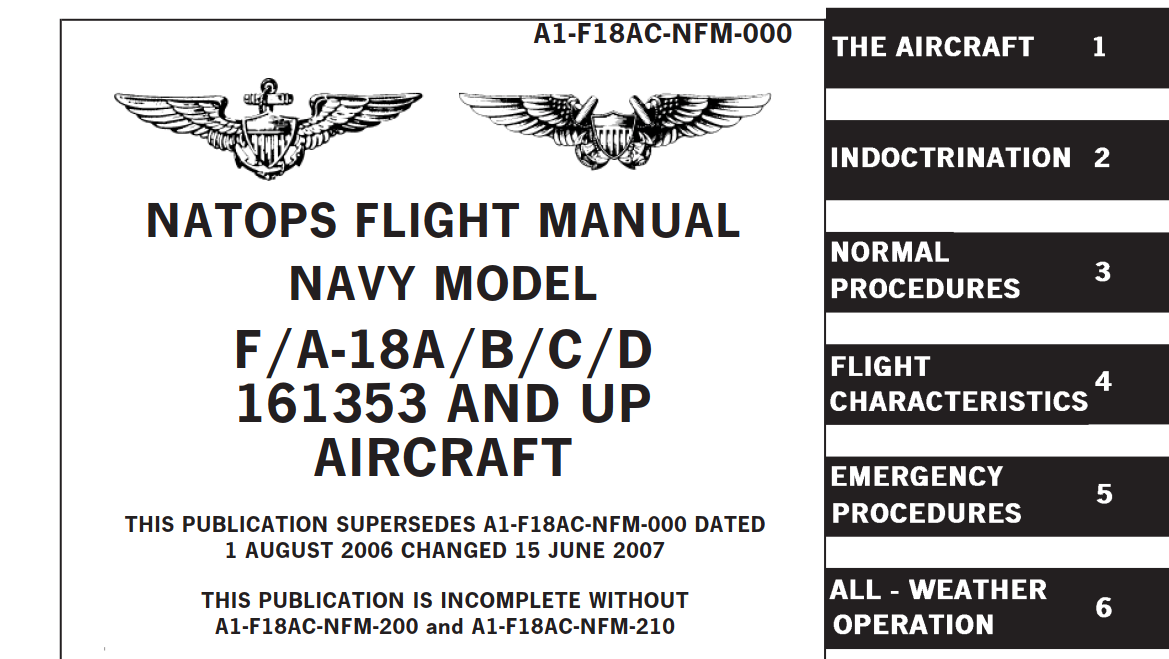 A1-F18AC-NFM-000
NATOPS FLIGHT MANUAL
NAVY MODEL
F/A-18A/B/C/D
161353 AND UP
AIRCRAFT
THIS PUBLICATION SUPERSEDES A1-F18AC-NFM-000 DATED
1 AUGUST 2006 CHANGED 15 JUNE 2007
THIS PUBLICATION IS INCOMPLETE WITHOUT
A1-F18AC-NFM-200 and A1-F18AC-NFM-210
THE AIRCRAFT 1
INDOCTRINATION 2
NORMAL
PROCEDURES 3
FLIGHT
CHARACTERISTICS 4
EMERGENCY
PROCEDURES 5
ALL - WEATHER
OPERATION 6